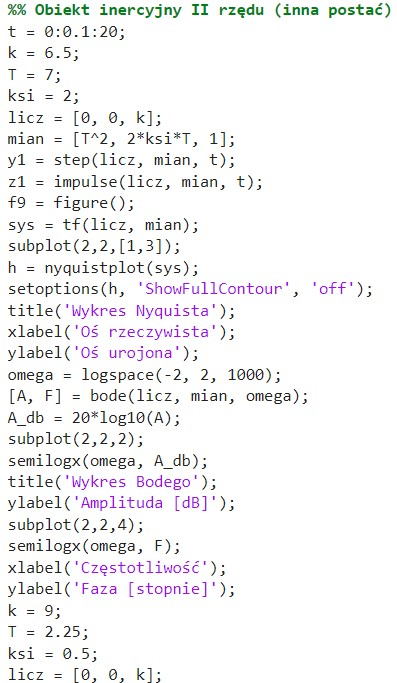 %% Obiekt inercyjny II rzędu (inna postać)
t = 0:0.1:20;
k = 6.5;
T = 7;
ksi = 2;
licz = [0, 0, k];
mian = [T^2, 2*ksi*T, 1];
y1 = step(licz, mian, t);
z1 = impulse(licz, mian, t);
f9 = figure();
sys = tf(licz, mian);
subplot(2,2,[1,3]);
h = nyquistplot(sys);
setoptions(h, 'ShowFullContour', 'off');
title('Wykres Nyquista');
xlabel('Oś rzeczywista');
ylabel('Oś urojona');
omega = logspace(-2, 2, 1000);
[A, F] = bode(licz, mian, omega);
A_db = 20*log10(A);
subplot(2,2,2);
semilogx(omega, A_db);
title('Wykres Bodego');
ylabel('Amplituda [dB]');
subplot(2,2,4);
semilogx(omega, F);
xlabel('Częstotliwość');
ylabel('Faza [stopnie]');
k = 9;
T = 2.25;
ksi = 0.5;
licz = [0, 0, k];